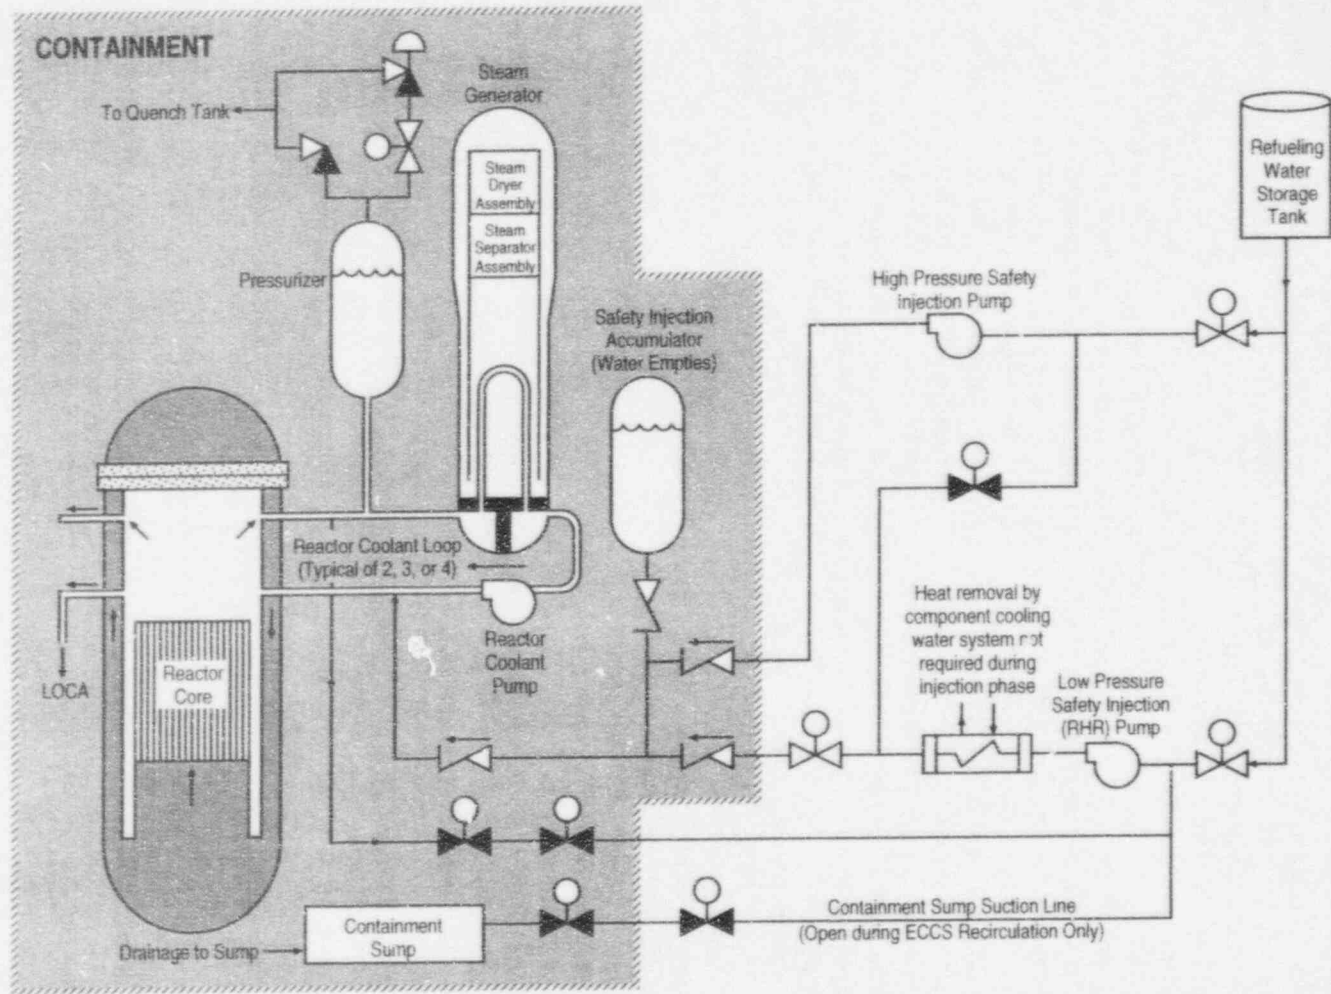 CONTAINMENT
To Quench Tank
Steam
Generator
Steam
Dryer
Assembly
Steam
Separator
Assembly
Pressurizer
Safety Injection
Accumulator
(Water Empties)
High Pressure Safety
injection Pump
Refueling
Water
Storage
Tank
Reactor Coolant Loop
(Typical of 2, 3, or 4)
Reactor
Coolant
Pump
Reactor
Core
LOCA
Heat removal by
component cooling
water system not
required during
injection phase
Low Pressure
Safety Injection
(RHR) Pump
Containment Sump Suction Line
(Open during ECCS Recirculation Only)
Drainage to Sump
Containment
Sump